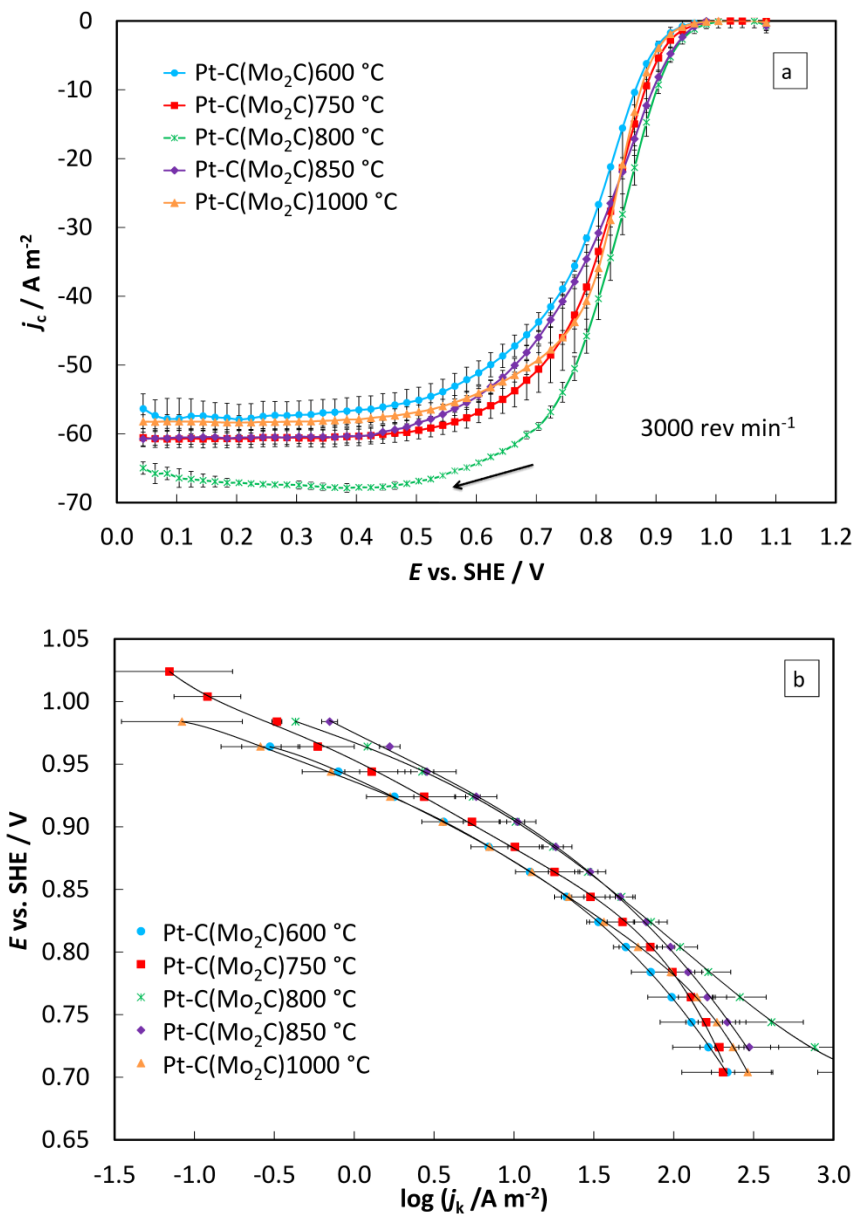 a
Pt-C(Mo₂C)600 °C
Pt-C(Mo₂C)750 °C
Pt-C(Mo₂C)800 °C
Pt-C(Mo₂C)850 °C
Pt-C(Mo₂C)1000 °C
3000 rev min⁻¹
0
-10
-20
-30
-40
-50
-60
-70
j_c / A m⁻²
0.0 0.1 0.2 0.3 0.4 0.5 0.6 0.7 0.8 0.9 1.0 1.1 1.2
E vs. SHE / V
b
1.05
1.00
0.95
0.90
0.85
0.80
0.75
0.70
0.65
E vs. SHE / V
Pt-C(Mo₂C)600 °C
Pt-C(Mo₂C)750 °C
Pt-C(Mo₂C)800 °C
Pt-C(Mo₂C)850 °C
Pt-C(Mo₂C)1000 °C
-1.5 -1.0 -0.5 0.0 0.5 1.0 1.5 2.0 2.5 3.0
log (j_k /A m⁻²)